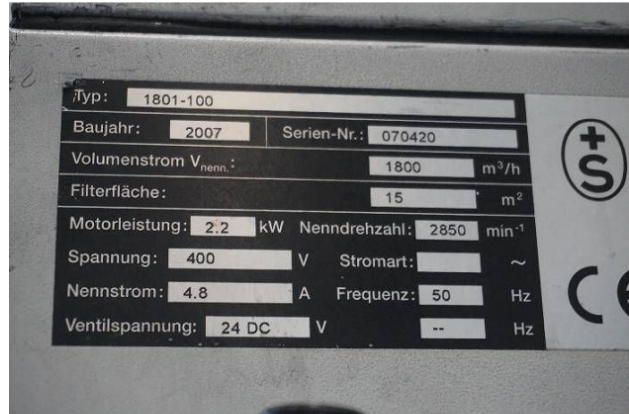 Typ: 1801-100
Baujahr: 2007 Serien-Nr.: 070420
Volumenstrom Vnenn.: 1800 m³/h
Filterfläche: 15 m²
Motorleistung: 2.2 kW Nenndrehzahl: 2850 min⁻¹
Spannung: 400 V Stromart: ~
Nennstrom: 4.8 A Frequenz: 50 Hz
Ventilspannung: 24 DC V -- Hz
+S
CE